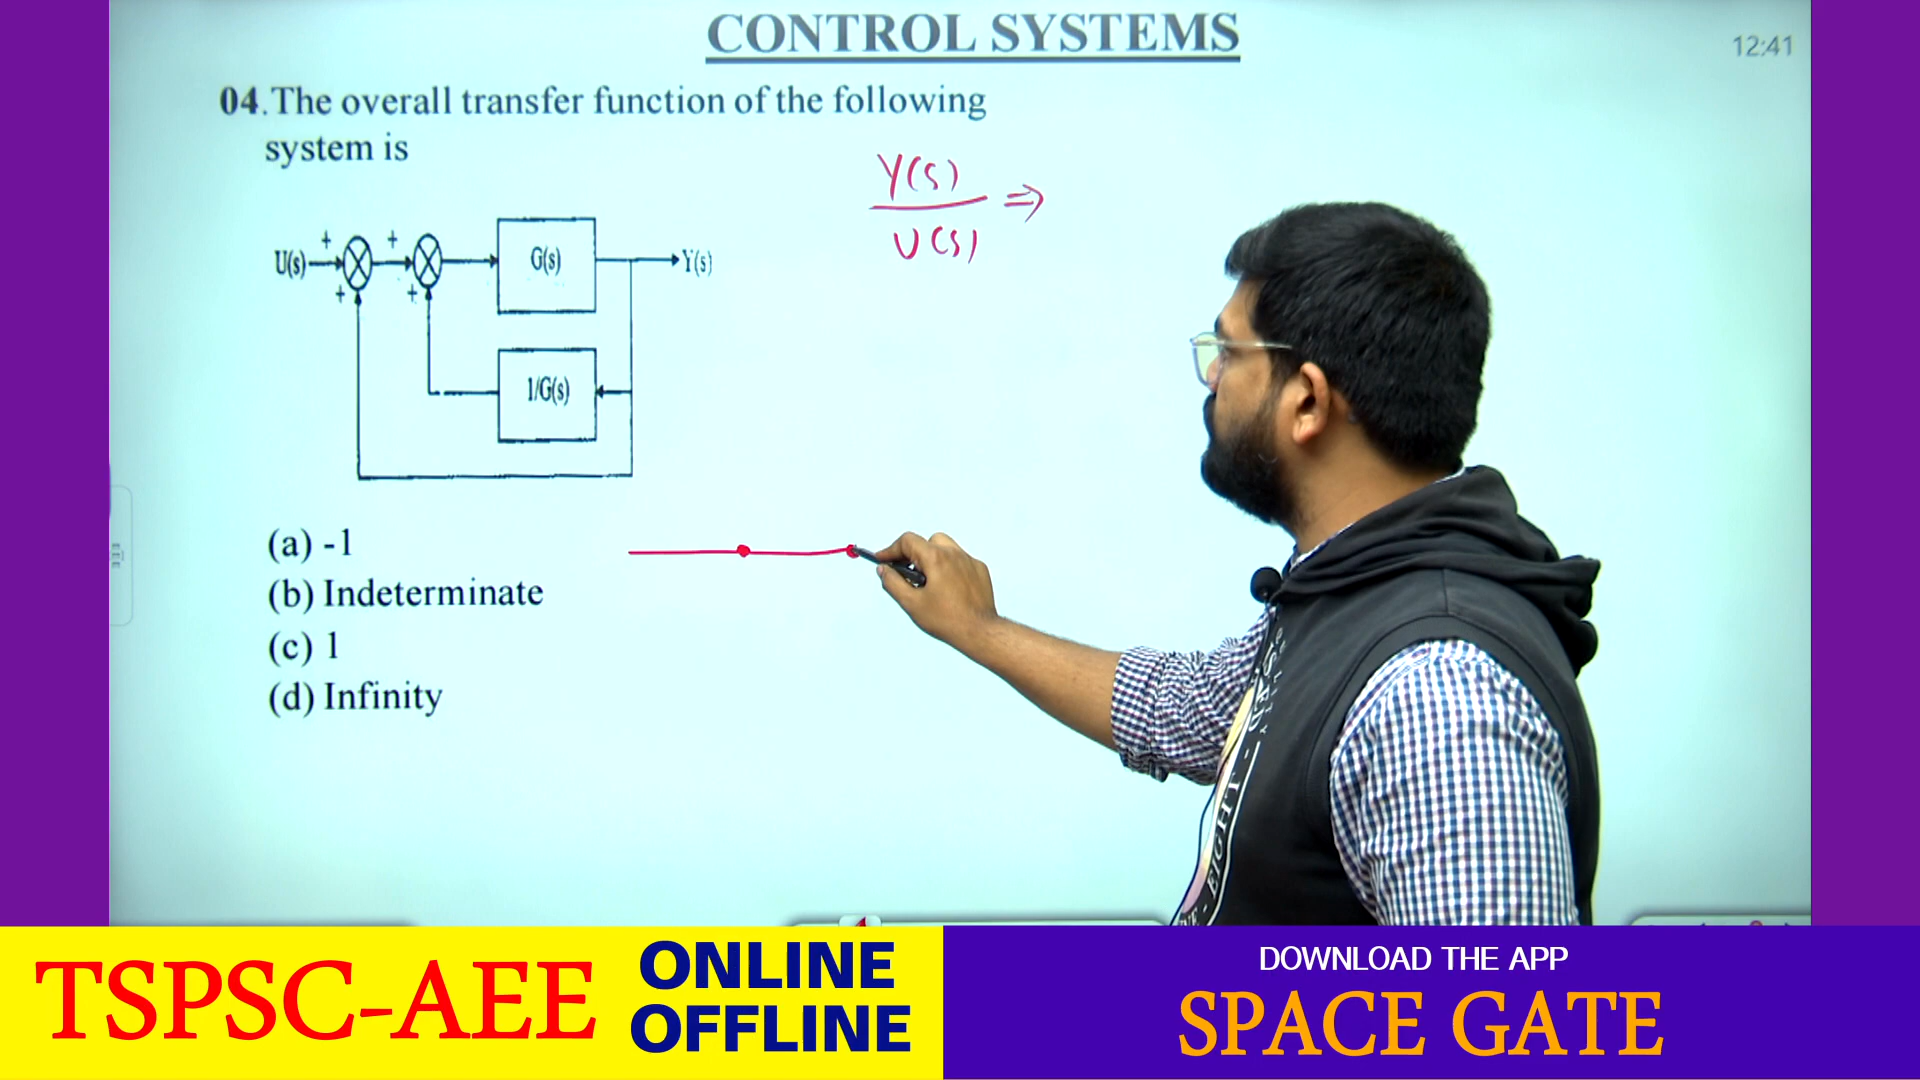 CONTROL SYSTEMS
12:41
04. The overall transfer function of the following
system is
Y(s)
U(s)
⇒
U(s)
+
+
+
+
G(s)
Y(s)
1/G(s)
(a) -1
(b) Indeterminate
(c) 1
(d) Infinity
TSPSC-AEE
ONLINE
OFFLINE
DOWNLOAD THE APP
SPACE GATE